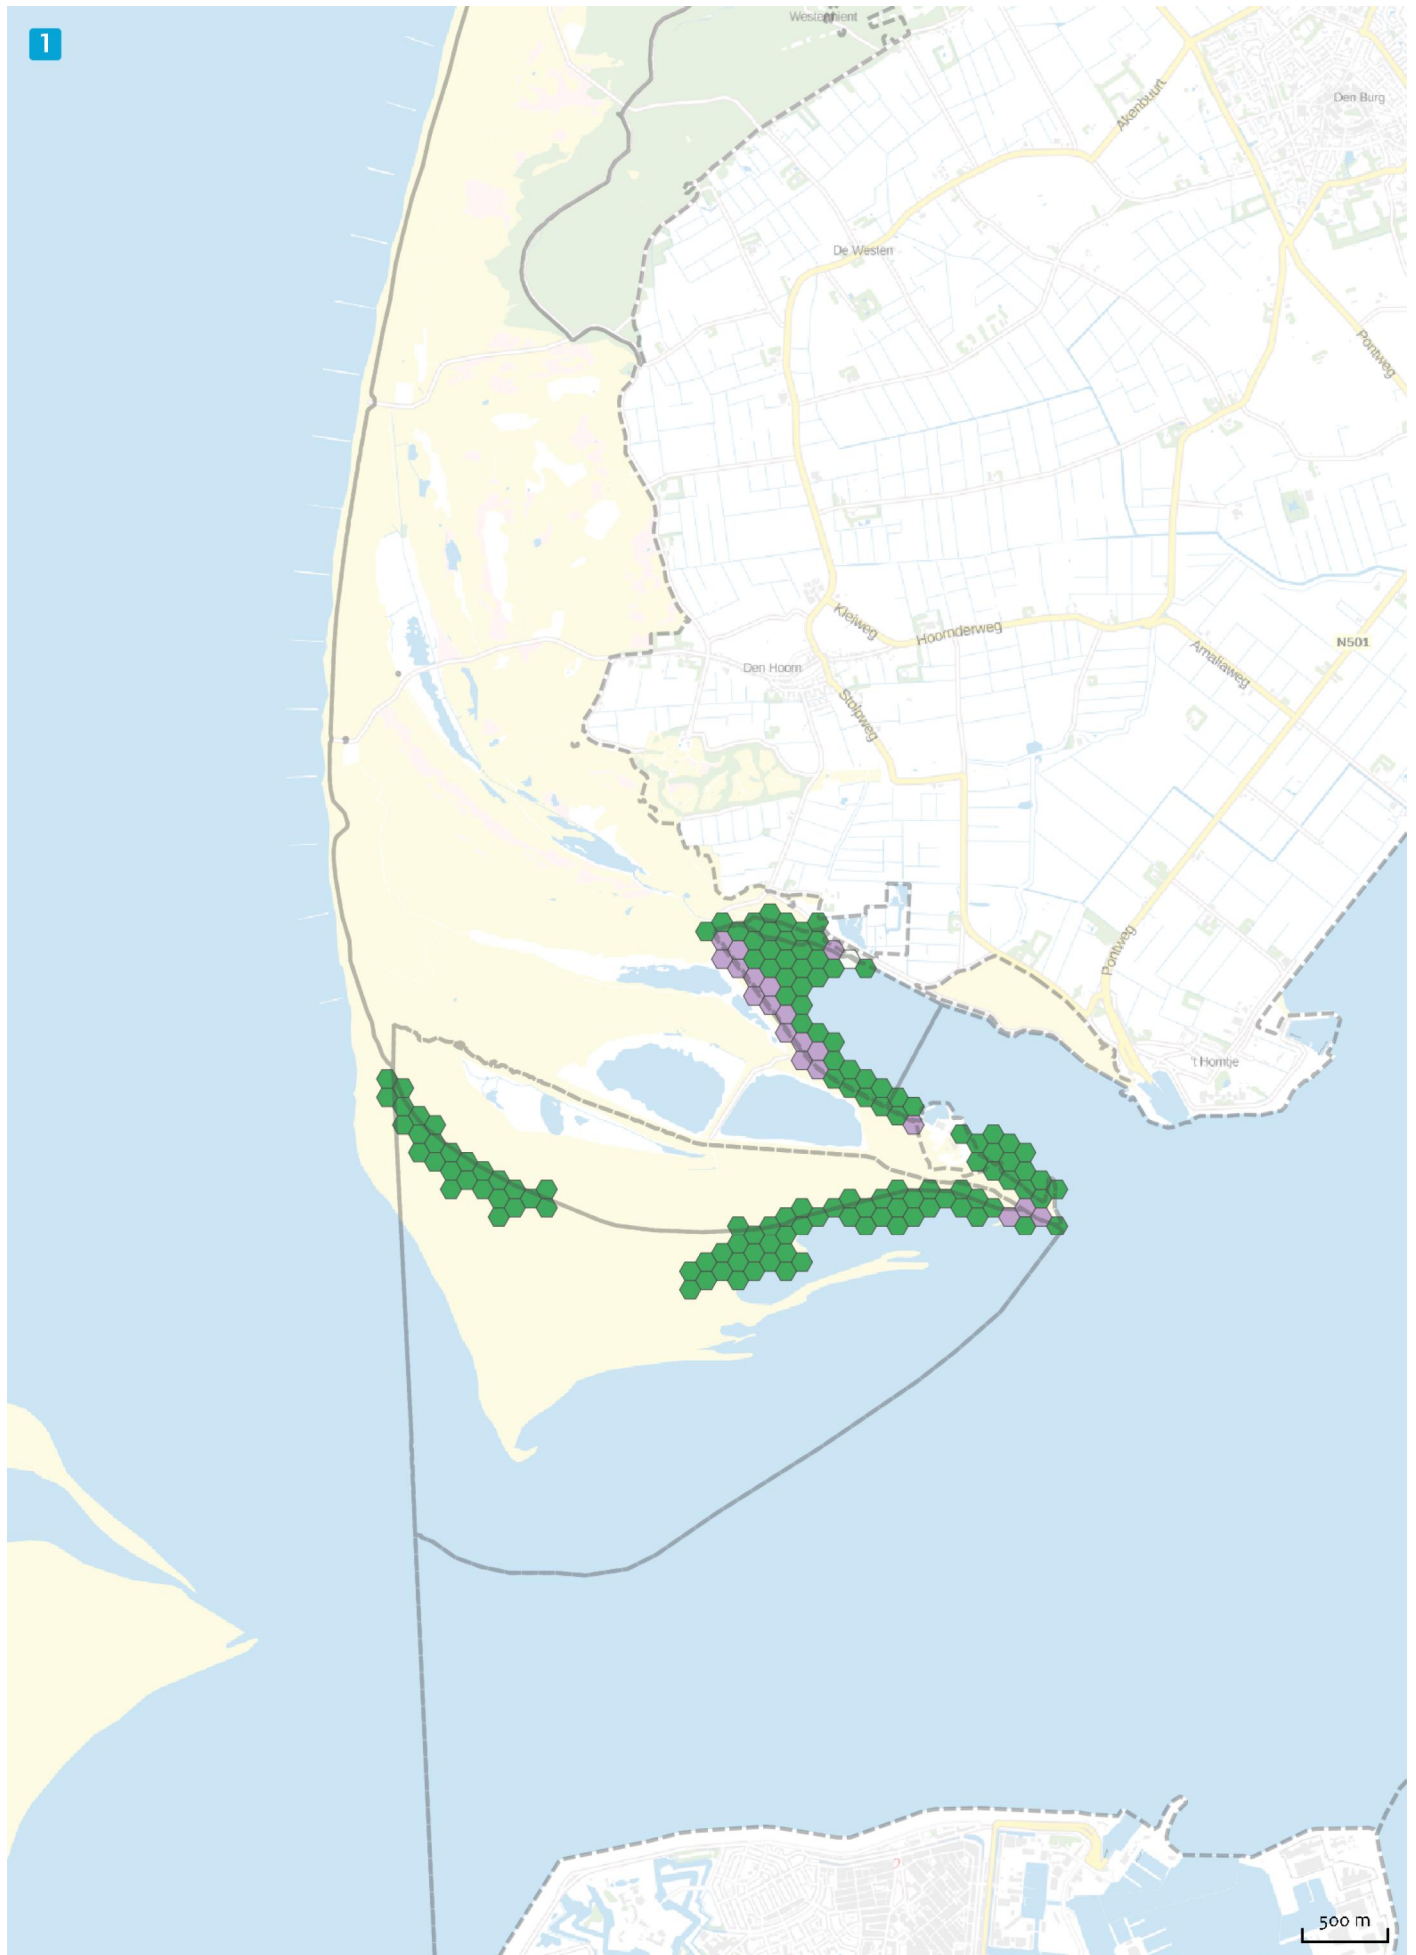 1
Westermient
Den Burg
Akenbuurt
De Westen
Pontweg
Kleiweg
Hoornderweg
N501
Den Hoorn
Amaliaweg
Stolpweg
Pontweg
't Horntje
500 m